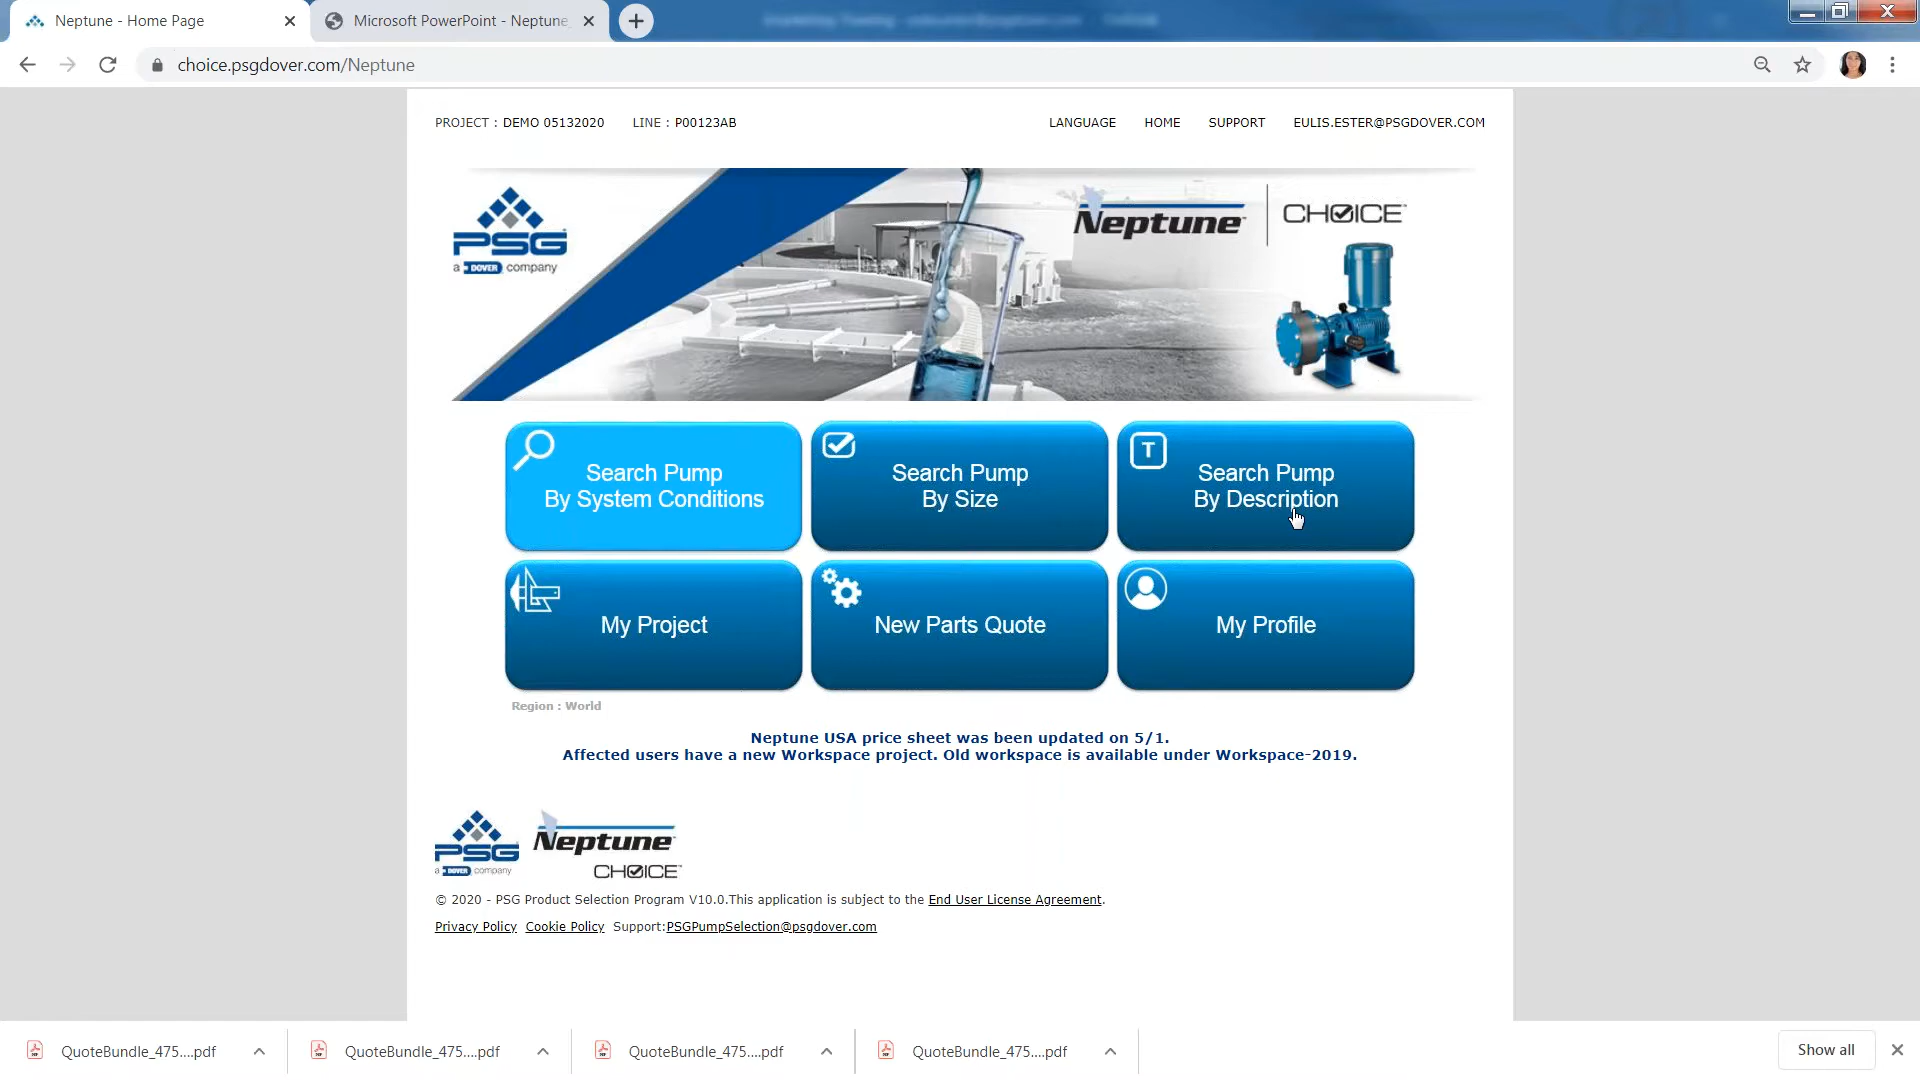 Neptune - Home Page
Microsoft PowerPoint - Neptune
choice.psgdover.com/Neptune
PROJECT : DEMO 05132020 LINE : P00123AB LANGUAGE HOME SUPPORT EULIS.ESTER@PSGDOVER.COM
PSG
a DOVER company
Neptune CHOICE™
Search Pump
By System Conditions
Search Pump
By Size
T
Search Pump
By Description
My Project
New Parts Quote
My Profile
Region : World
Neptune USA price sheet was been updated on 5/1.
Affected users have a new Workspace project. Old workspace is available under Workspace-2019.
PSG
a DOVER company
Neptune
CHOICE™
© 2020 - PSG Product Selection Program V10.0.This application is subject to the End User License Agreement.
Privacy Policy Cookie Policy Support:PSGPumpSelection@psgdover.com
QuoteBundle_475....pdf
QuoteBundle_475....pdf
QuoteBundle_475....pdf
QuoteBundle_475....pdf
Show all